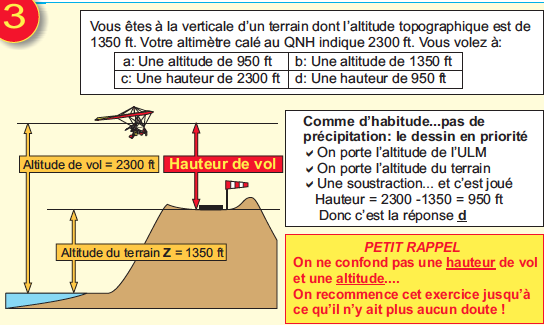 3
Vous êtes à la verticale d'un terrain dont l'altitude topographique est de
1350 ft. Votre altimètre calé au QNH indique 2300 ft. Vous volez à:
a: Une altitude de 950 ft
b: Une altitude de 1350 ft
c: Une hauteur de 2300 ft
d: Une hauteur de 950 ft
Altitude de vol = 2300 ft
Hauteur de vol
Altitude du terrain Z = 1350 ft
Comme d'habitude...pas de
précipitation: le dessin en priorité
✓On porte l'altitude de l'ULM
✓On porte l'altitude du terrain
✓Une soustraction... et c'est joué
Hauteur = 2300 -1350 = 950 ft
Donc c'est la réponse d
PETIT RAPPEL
On ne confond pas une hauteur de vol
et une altitude....
On recommence cet exercice jusqu'à
ce qu'il n'y ait plus aucun doute !